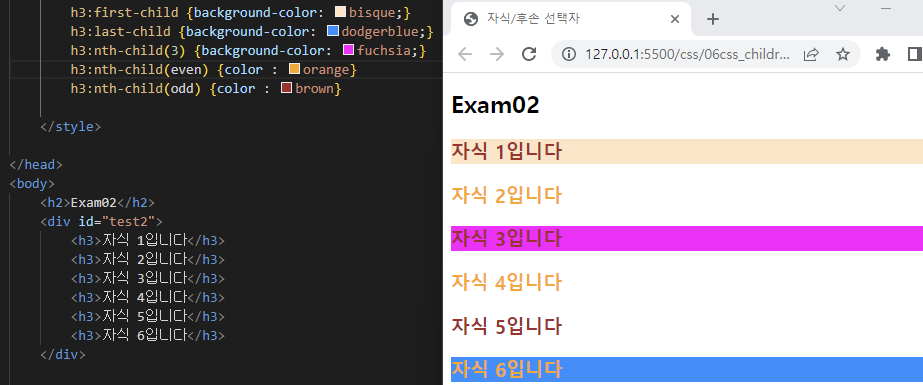 h3:first-child {background-color: bisque;}
h3:last-child {background-color: dodgerblue;}
h3:nth-child(3) {background-color: fuchsia;}
h3:nth-child(even) {color : orange}
h3:nth-child(odd) {color : brown}
</style>
</head>
<body>
<h2>Exam02</h2>
<div id="test2">
<h3>자식 1입니다</h3>
<h3>자식 2입니다</h3>
<h3>자식 3입니다</h3>
<h3>자식 4입니다</h3>
<h3>자식 5입니다</h3>
<h3>자식 6입니다</h3>
</div>
자식/후손 선택자
127.0.0.1:5500/css/06css_childr...
Exam02
자식 1입니다
자식 2입니다
자식 3입니다
자식 4입니다
자식 5입니다
자식 6입니다